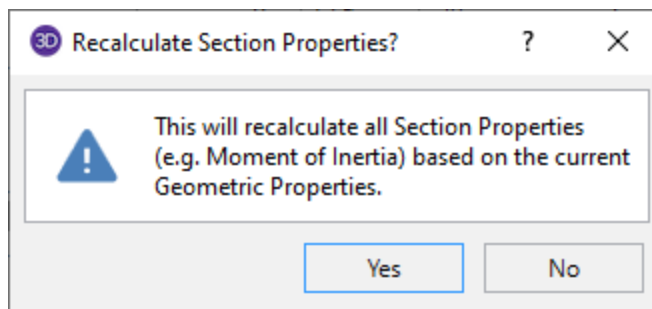 3D Recalculate Section Properties? ?
This will recalculate all Section Properties
(e.g. Moment of Inertia) based on the current
Geometric Properties.
Yes No